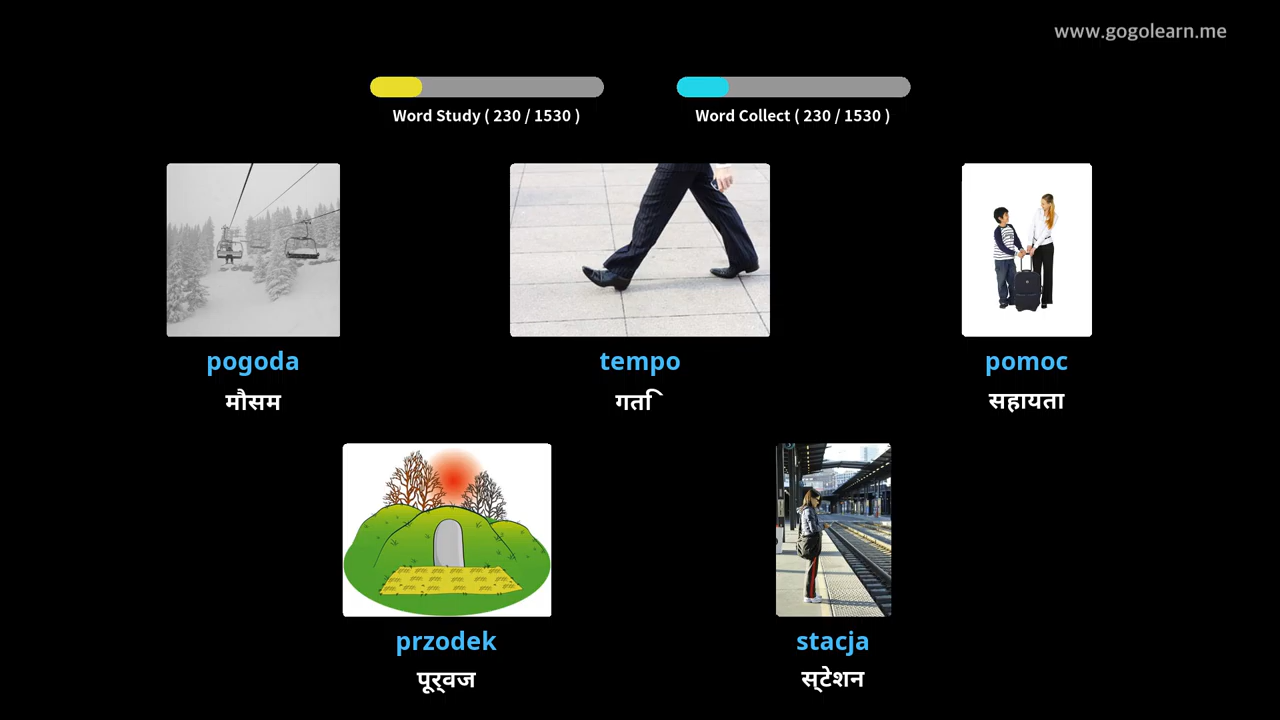 www.gogolearn.me
Word Study ( 230 / 1530 )
Word Collect ( 230 / 1530 )
pogoda
tempo
pomoc
मौसम
गति
सहायता
przodek
stacja
पूर्वज
स्टेशन